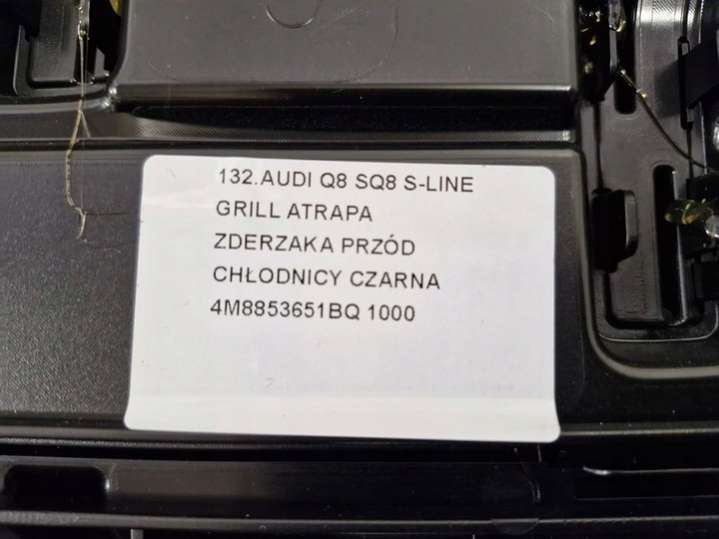 132.AUDI Q8 SQ8 S-LINE
GRILL ATRAPA
ZDERZAKA PRZÓD
CHŁODNICY CZARNA
4M8853651BQ 1000